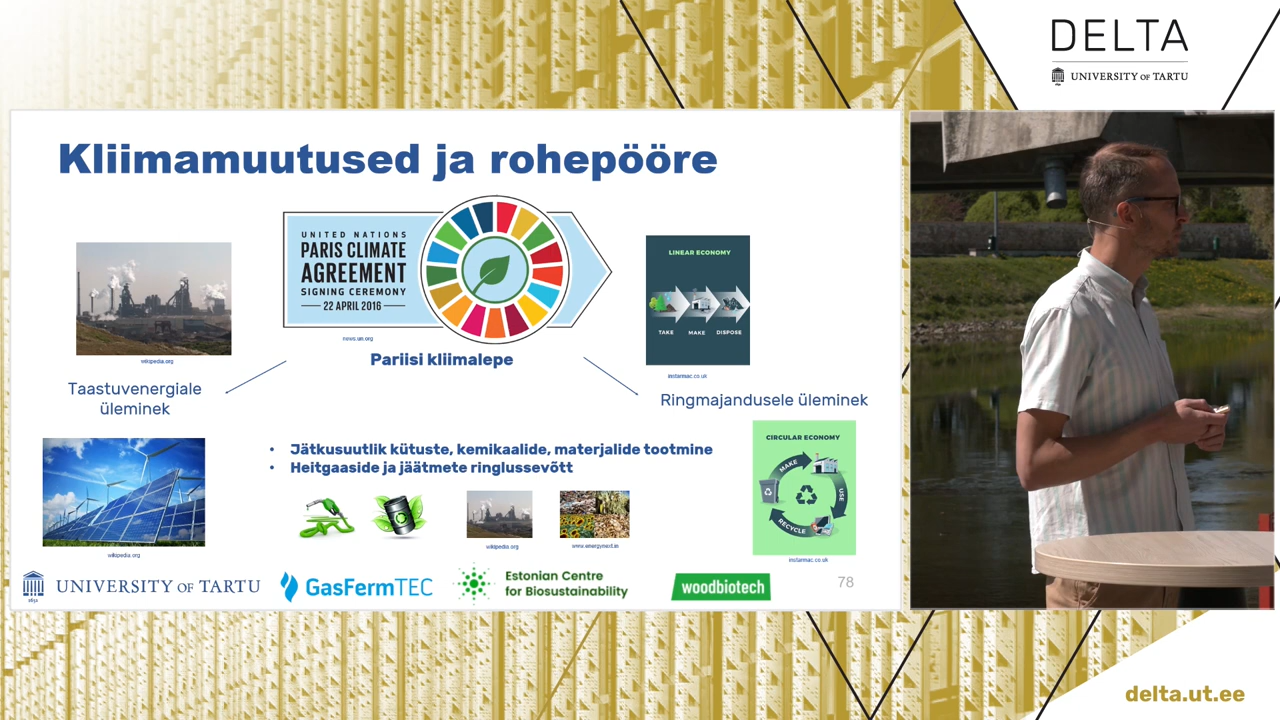 DELTA
UNIVERSITY OF TARTU
Kliimamuutused ja rohepööre
UNITED NATIONS
PARIS CLIMATE
AGREEMENT
SIGNING CEREMONY
22 APRIL 2016
news.un.org
Pariisi kliimalepe
wikipedia.org
LINEAR ECONOMY
TAKE MAKE DISPOSE
instarmac.co.uk
Taastuvenergiale
üleminek
Ringmajandusele üleminek
• Jätkusuutlik kütuste, kemikaalide, materjalide tootmine
• Heitgaaside ja jäätmete ringlussevõtt
CIRCULAR ECONOMY
MAKE
USE
RECYCLE
wikipedia.org
wikipedia.org
www.energynext.in
instarmac.co.uk
1632
UNIVERSITY OF TARTU
GasFermTEC
Estonian Centre
for Biosustainability
woodbiotech
78
delta.ut.ee